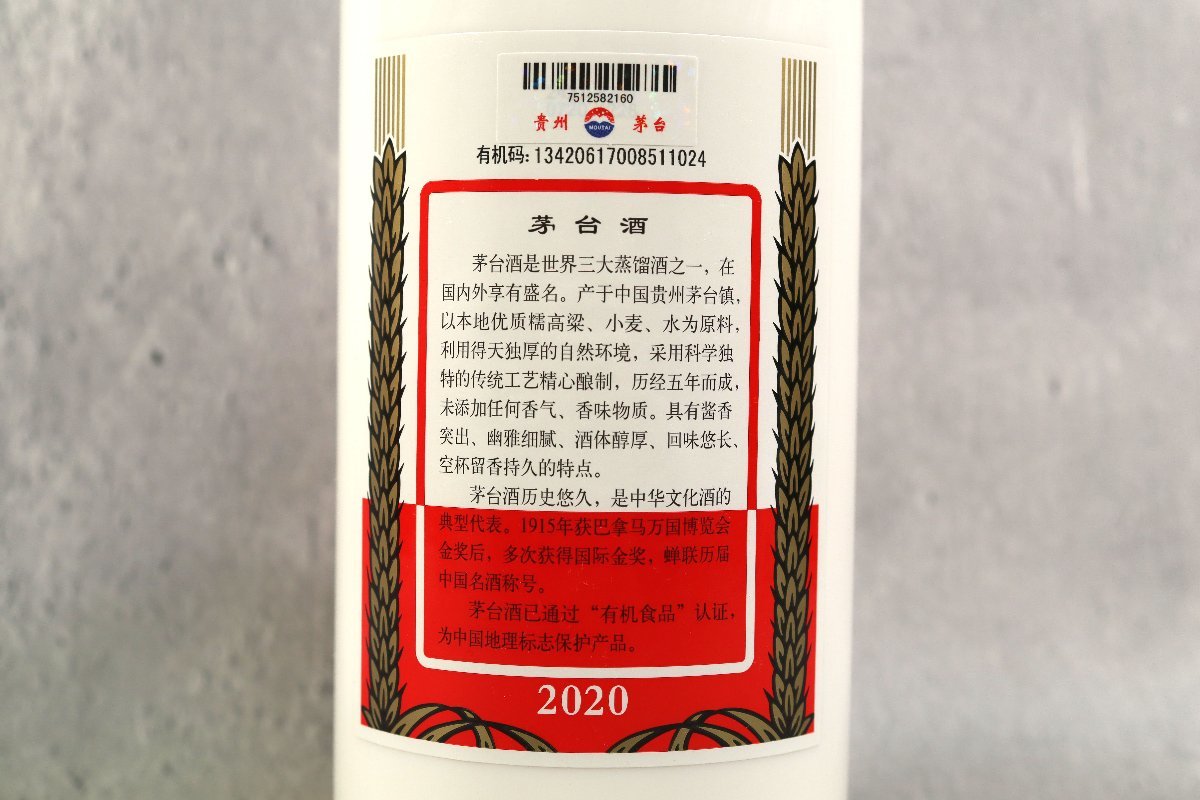 7512582160
贵州 MOUTAI 茅台
有机码:13420617008511024
茅台酒
茅台酒是世界三大蒸馏酒之一，在
国内外享有盛名。产于中国贵州茅台镇，
以本地优质糯高粱、小麦、水为原料，
利用得天独厚的自然环境，采用科学独
特的传统工艺精心酿制，历经五年而成，
未添加任何香气、香味物质。具有酱香
突出、幽雅细腻、酒体醇厚、回味悠长、
空杯留香持久的特点。
茅台酒历史悠久，是中华文化酒的
典型代表。1915年获巴拿马万国博览会
金奖后，多次获得国际金奖，蝉联历届
中国名酒称号。
茅台酒已通过“有机食品”认证，
为中国地理标志保护产品。
2020